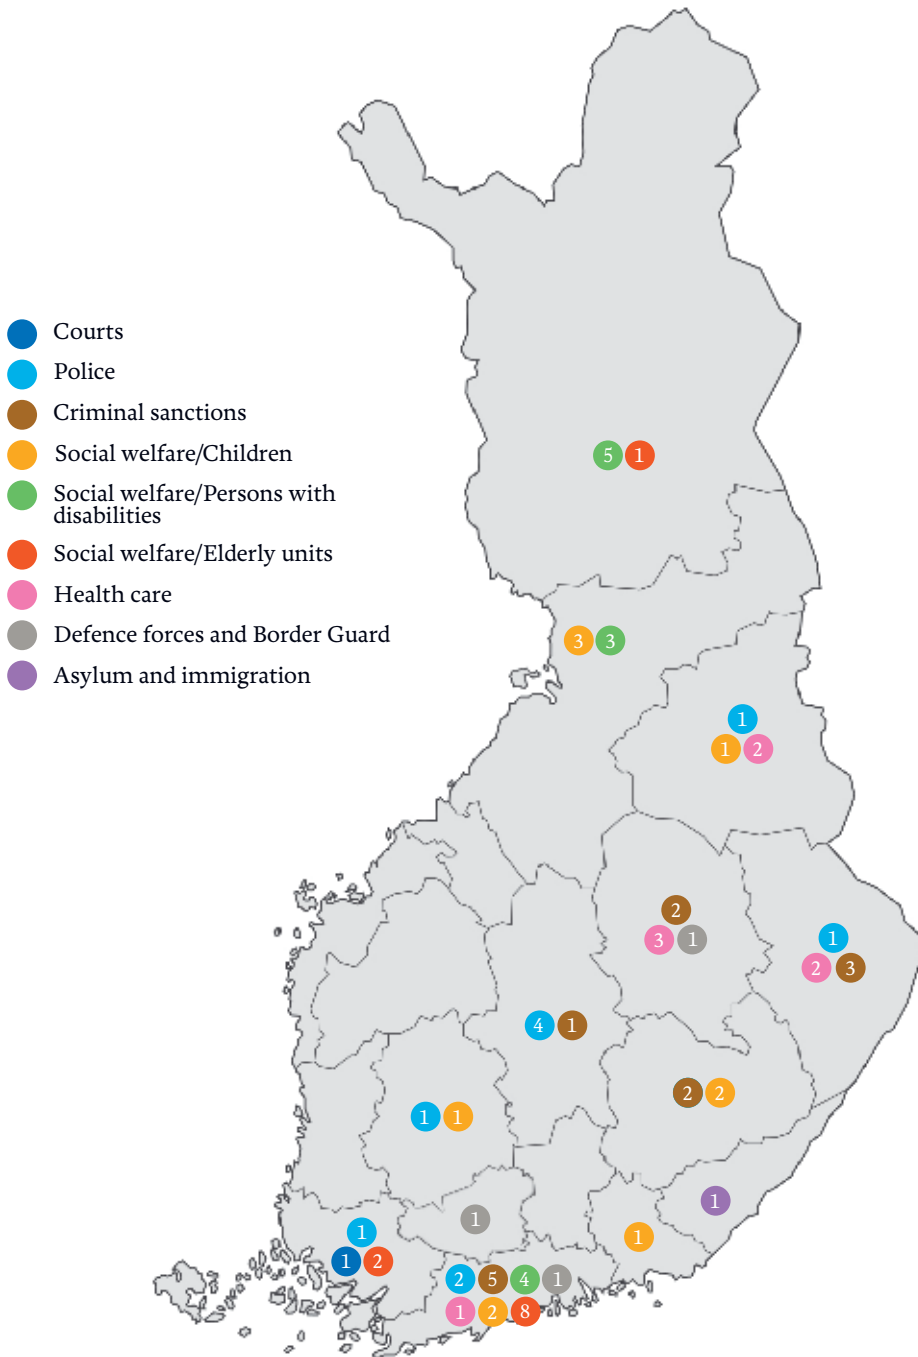 Courts
Police
Criminal sanctions
Social welfare/Children
Social welfare/Persons with
disabilities
Social welfare/Elderly units
Health care
Defence forces and Border Guard
Asylum and immigration
5 1
3 3
1
1 2
2
3 1
1
2 3
4 1
2 2
1 1
1
1
1
1 2
1
2 5 4 1
1 2 8